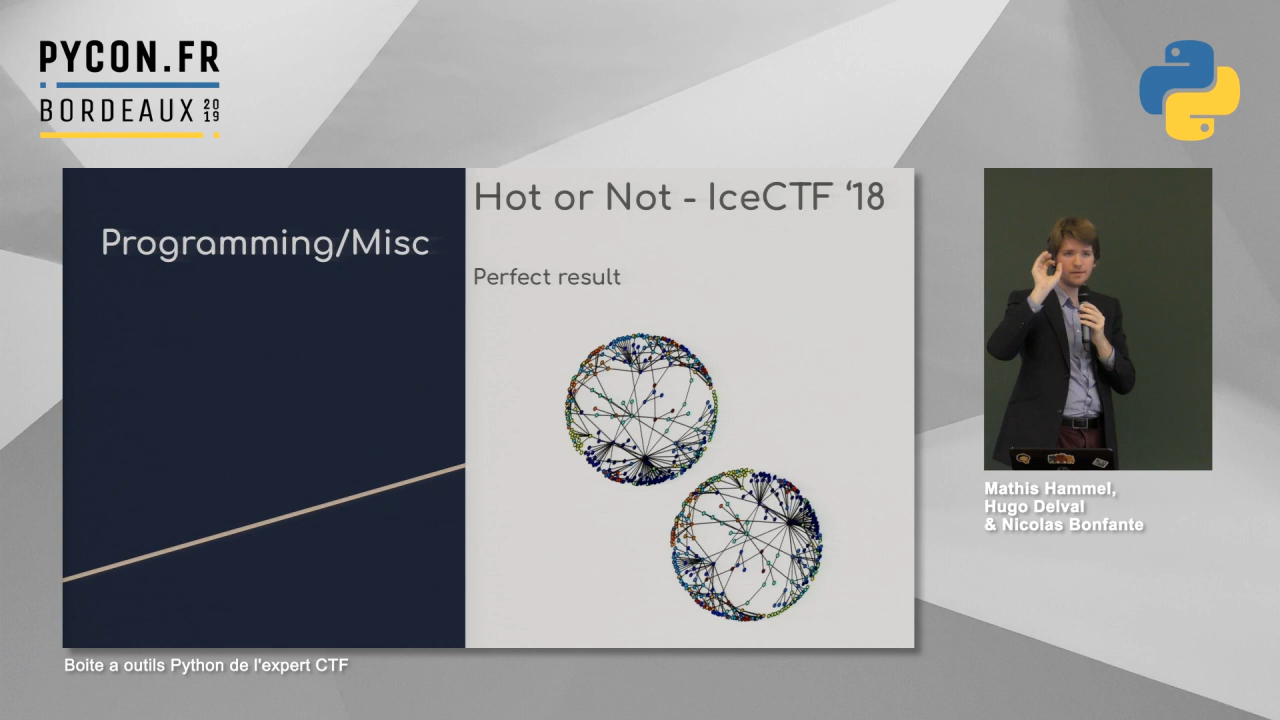 PYCON.FR
BORDEAUX 2019
Programming/Misc
Hot or Not - IceCTF ‘18
Perfect result
Mathis Hammel,
Hugo Delval
& Nicolas Bonfante
Boite a outils Python de l'expert CTF